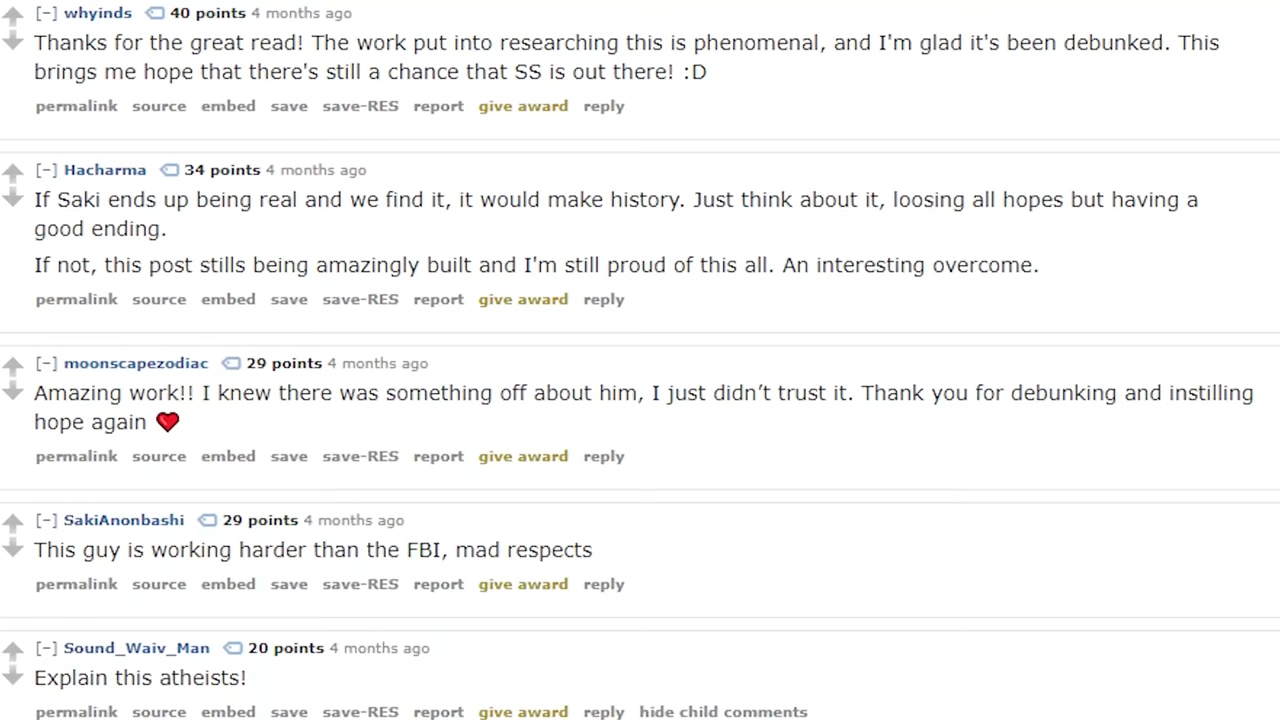 [-] whyinds 40 points 4 months ago
Thanks for the great read! The work put into researching this is phenomenal, and I'm glad it's been debunked. This
brings me hope that there's still a chance that SS is out there! :D
permalink source embed save save-RES report give award reply
[-] Hacharma 34 points 4 months ago
If Saki ends up being real and we find it, it would make history. Just think about it, loosing all hopes but having a
good ending.
If not, this post stills being amazingly built and I'm still proud of this all. An interesting overcome.
permalink source embed save save-RES report give award reply
[-] moonscapezodiac 29 points 4 months ago
Amazing work!! I knew there was something off about him, I just didn’t trust it. Thank you for debunking and instilling
hope again ❤
permalink source embed save save-RES report give award reply
[-] SakiAnonbashi 29 points 4 months ago
This guy is working harder than the FBI, mad respects
permalink source embed save save-RES report give award reply
[-] Sound_Waiv_Man 20 points 4 months ago
Explain this atheists!
permalink source embed save save-RES report give award reply hide child comments